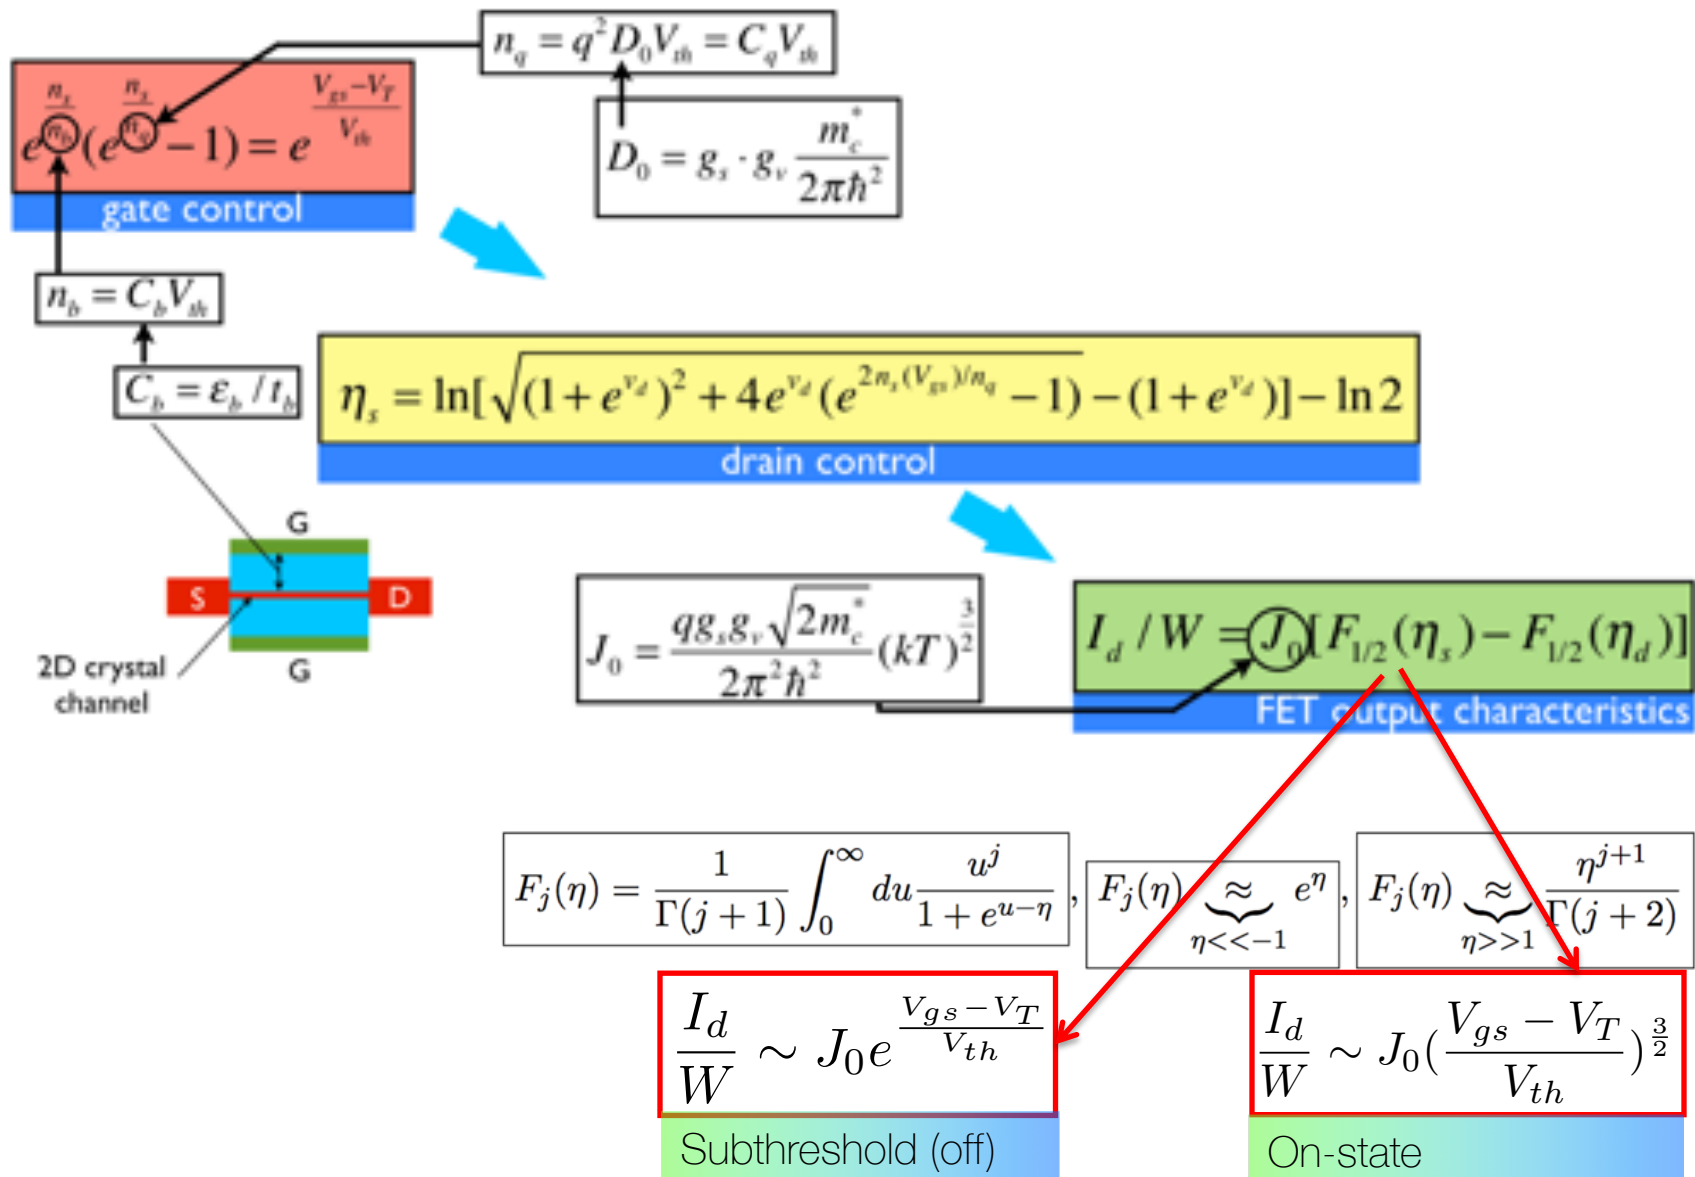 n_q = q^2 D_0 V_th = C_q V_th
e^{n_s/n_b} (e^{n_s/n_q} − 1) = e^{(V_gs − V_T)/V_th}
D_0 = g_s · g_v m_c^* / 2πħ^2
gate control
n_b = C_b V_th
C_b = ε_b / t_b
η_s = ln[√((1 + e^{v_d})^2 + 4e^{v_d}(e^{2n_s(V_gs)/n_q} − 1)) − (1 + e^{v_d})] − ln 2
drain control
G
S D
G
2D crystal
channel
J_0 = (q g_s g_v √(2m_c^*) / 2π^2ħ^2) (kT)^{3/2}
I_d / W = J_0[F_{1/2}(η_s) − F_{1/2}(η_d)]
FET output characteristics
F_j(η) = 1/Γ(j + 1) ∫_0^∞ du u^j / (1 + e^{u−η}) , F_j(η) ≈_{η<<−1} e^η , F_j(η) ≈_{η>>1} η^{j+1} / Γ(j + 2)
I_d/W ∼ J_0 e^{(V_gs − V_T)/V_th}
Subthreshold (off)
I_d/W ∼ J_0((V_gs − V_T)/V_th)^{3/2}
On-state